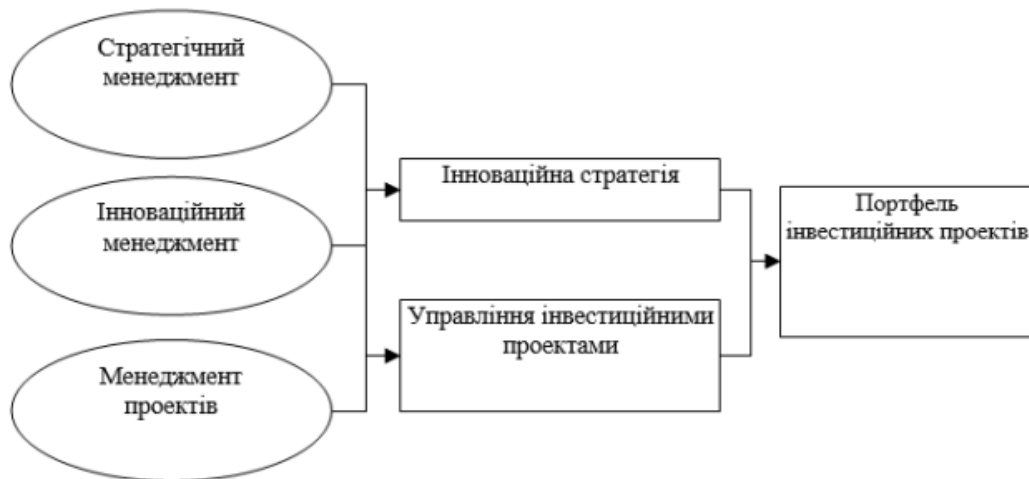 Стратегічний
менеджмент
Інноваційний
менеджмент
Менеджмент
проектів
Інноваційна стратегія
Управління інвестиційними
проектами
Портфель
інвестиційних проектів